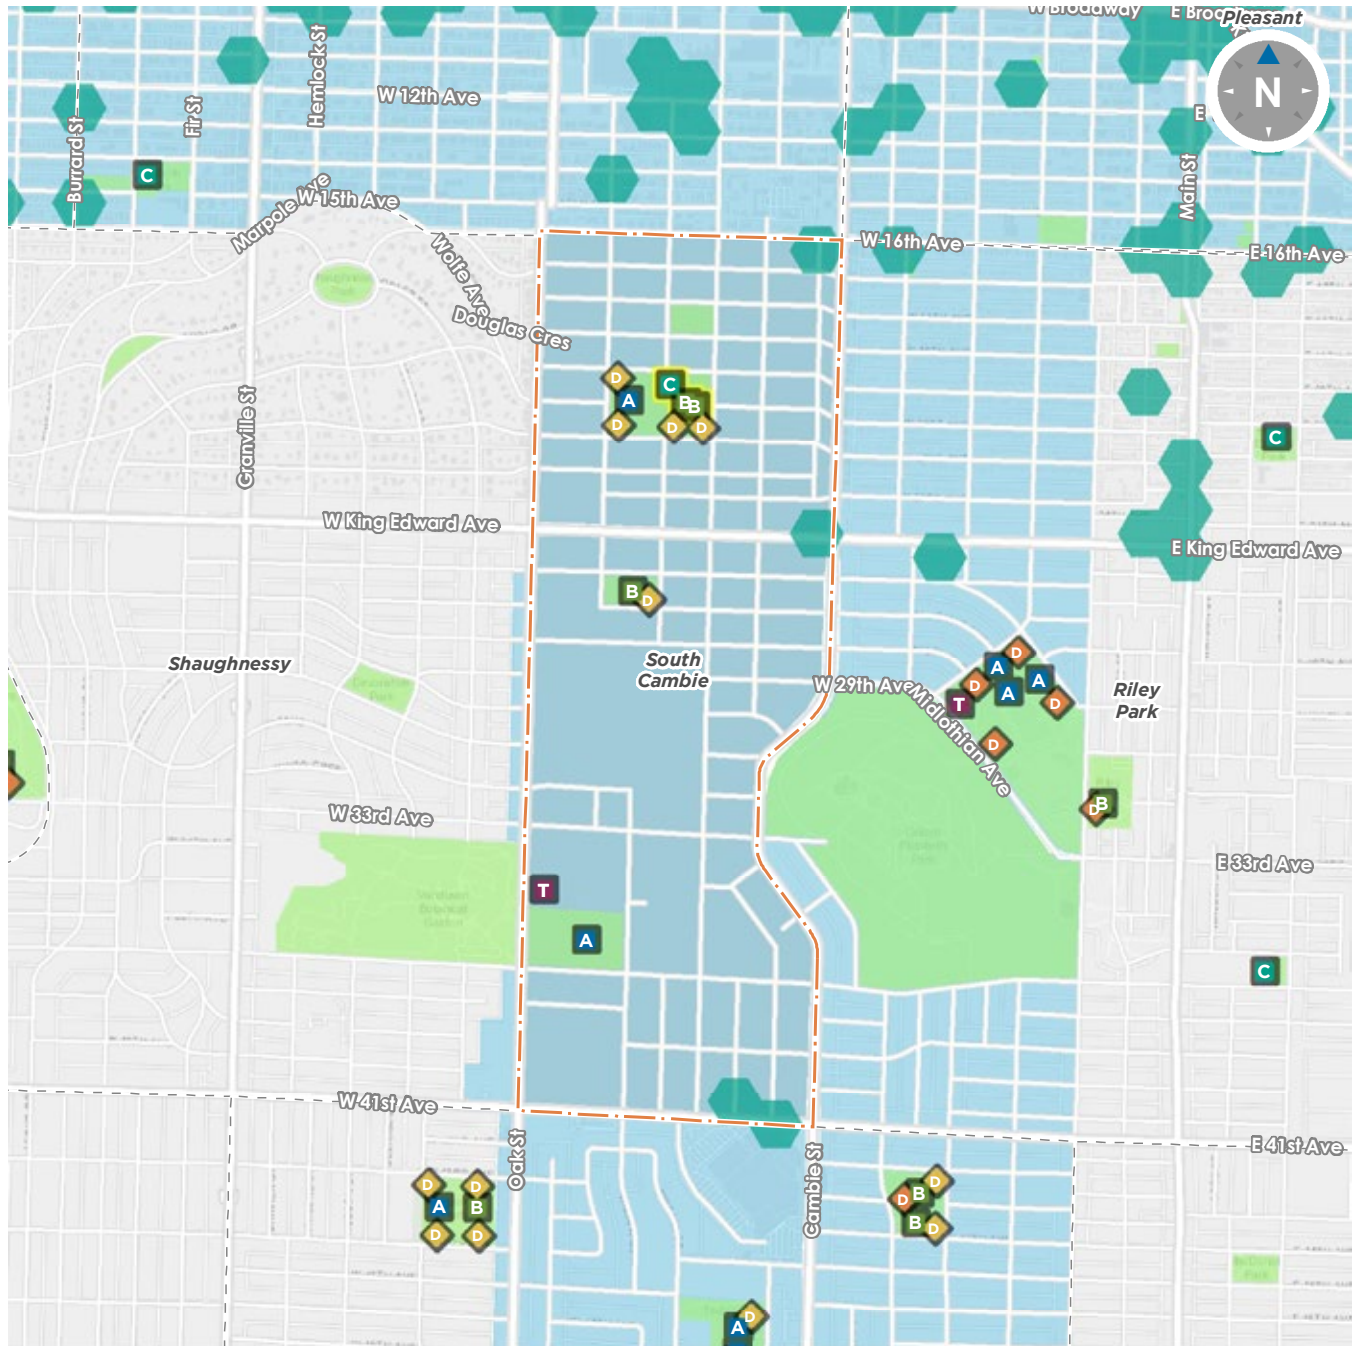 W Broadway
E Broa
Pleasant
N
Hemlock St
W 12th Ave
Fir St
E
Burrard St
C
Main St
Marpole Ave
W 15th Ave
Wolfe Ave
W 16th Ave
E 16th Ave
Douglas Cres
D
C
A
B
B
D
D
D
Granville St
C
W King Edward Ave
E King Edward Ave
B
D
Shaughnessy
South
Cambie
D
A
A
D
A
T
D
W 29th Ave
Midlothian Ave
Riley
Park
D
B
D
W 33rd Ave
E 33rd Ave
T
A
C
W 41st Ave
E 41st Ave
Oak St
Cambie St
D
D
A
B
D
D
D
D
B
B
D
D
A